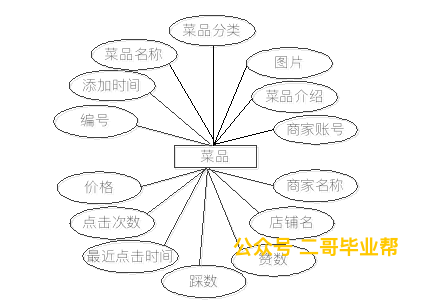 菜品分类
菜品名称
图片
添加时间
菜品介绍
编号
商家账号
菜品
价格
商家名称
点击次数
店铺名
公众号 二哥毕业帮
最近点击时间
赞数
踩数